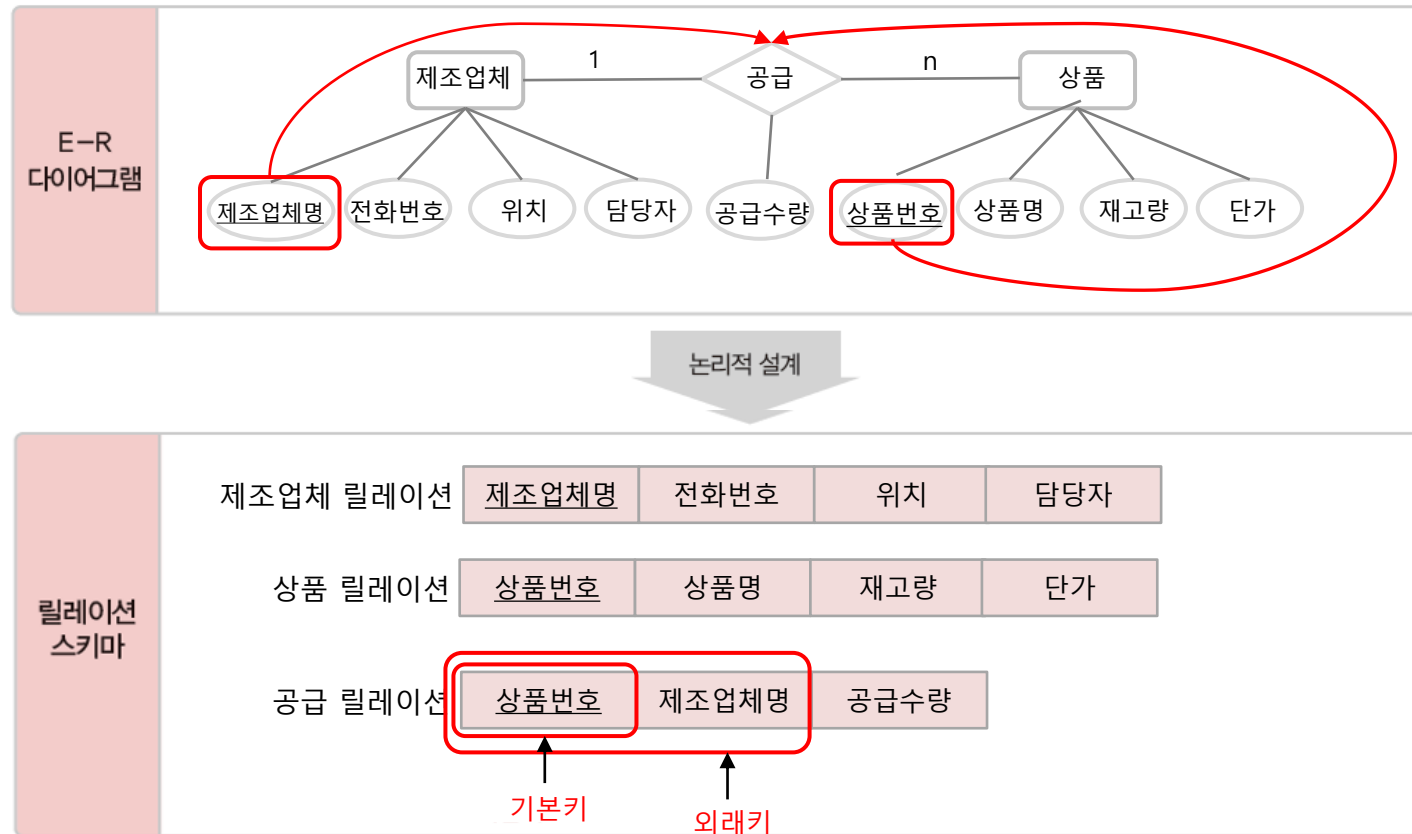 E-R
다이어그램
제조업체
1
공급
n
상품
제조업체명
전화번호
위치
담당자
공급수량
상품번호
상품명
재고량
단가
논리적 설계
릴레이션
스키마
제조업체 릴레이션 제조업체명 전화번호 위치 담당자
상품 릴레이션 상품번호 상품명 재고량 단가
공급 릴레이션 상품번호 제조업체명 공급수량
기본키
외래키